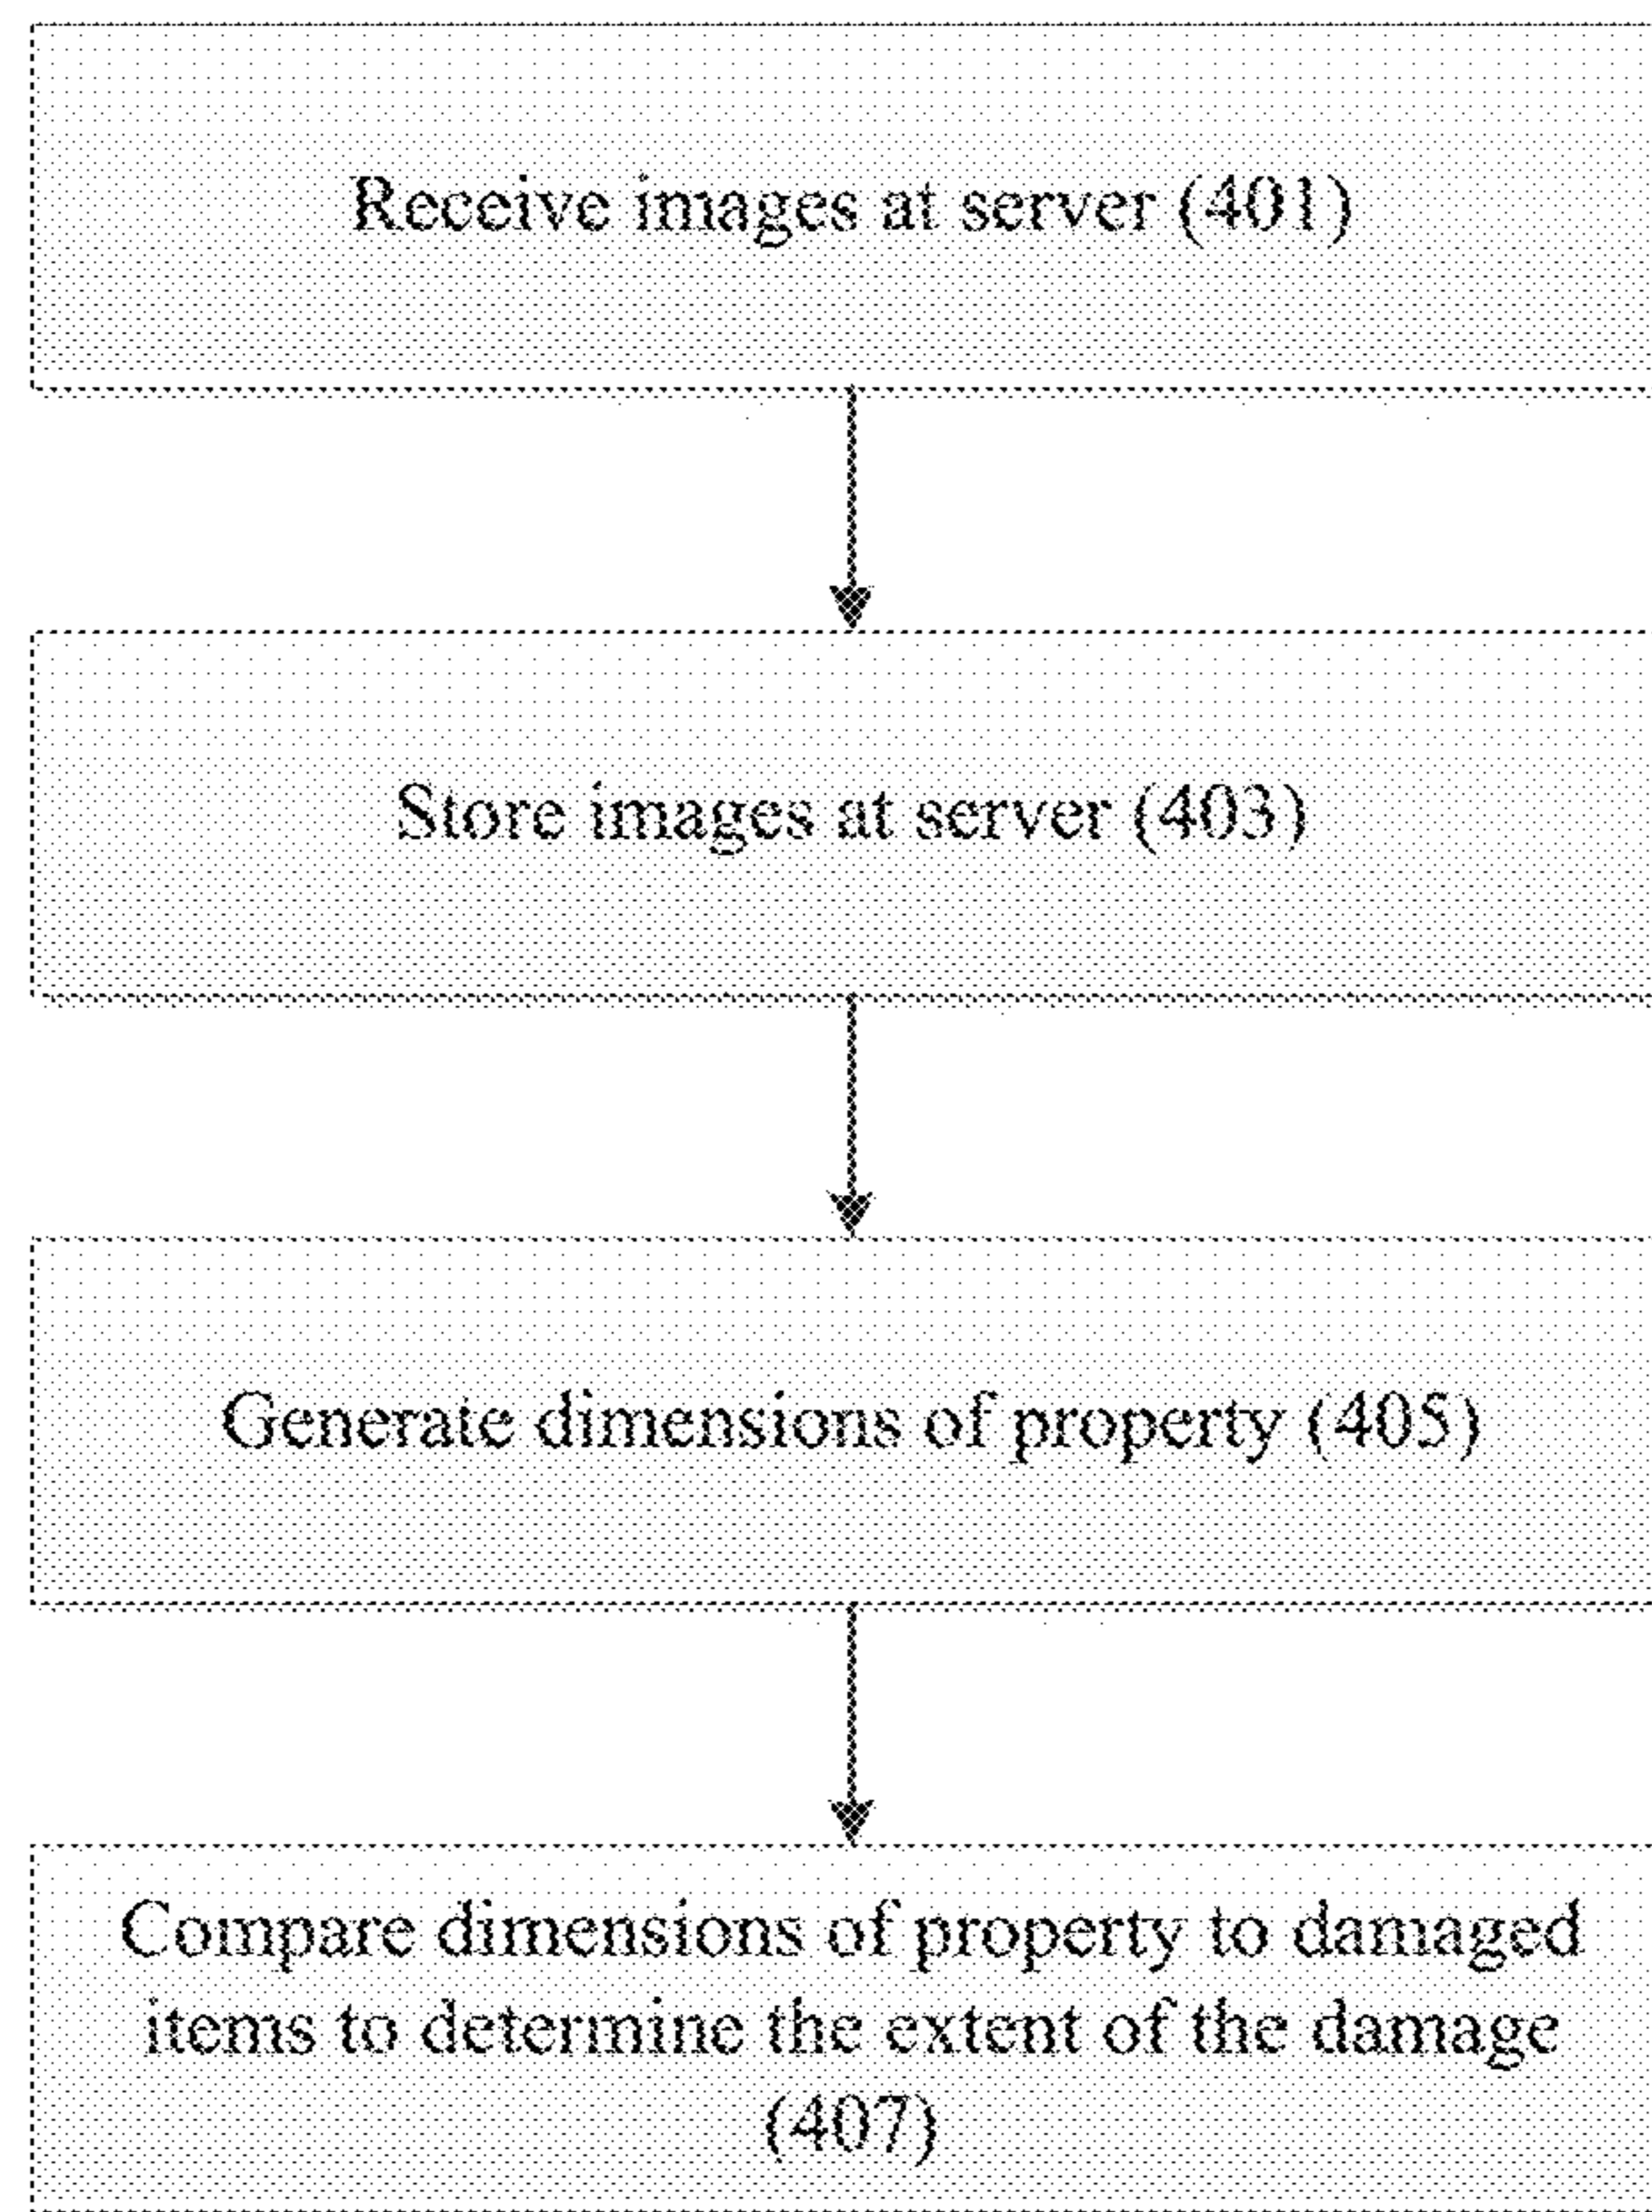 Receive images at server (401)
Store images at server (403)
Generate dimensions of property (405)
Compare dimensions of property to damaged
items to determine the extent of the damage
(407)